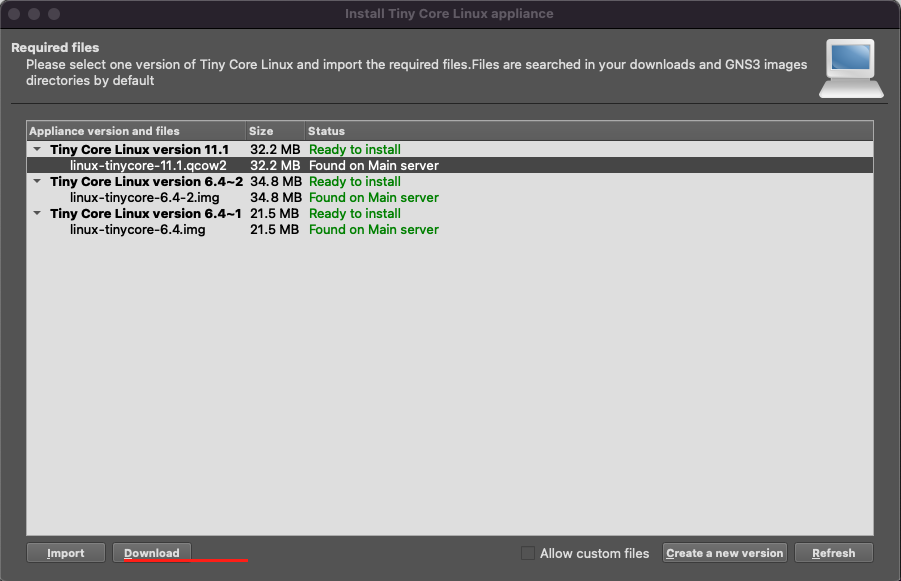 Install Tiny Core Linux appliance
Required files
Please select one version of Tiny Core Linux and import the required files.Files are searched in your downloads and GNS3 images
directories by default
Appliance version and files Size Status
Tiny Core Linux version 11.1 32.2 MB Ready to install
linux-tinycore-11.1.qcow2 32.2 MB Found on Main server
Tiny Core Linux version 6.4~2 34.8 MB Ready to install
linux-tinycore-6.4-2.img 34.8 MB Found on Main server
Tiny Core Linux version 6.4~1 21.5 MB Ready to install
linux-tinycore-6.4.img 21.5 MB Found on Main server
Import Download Allow custom files Create a new version Refresh